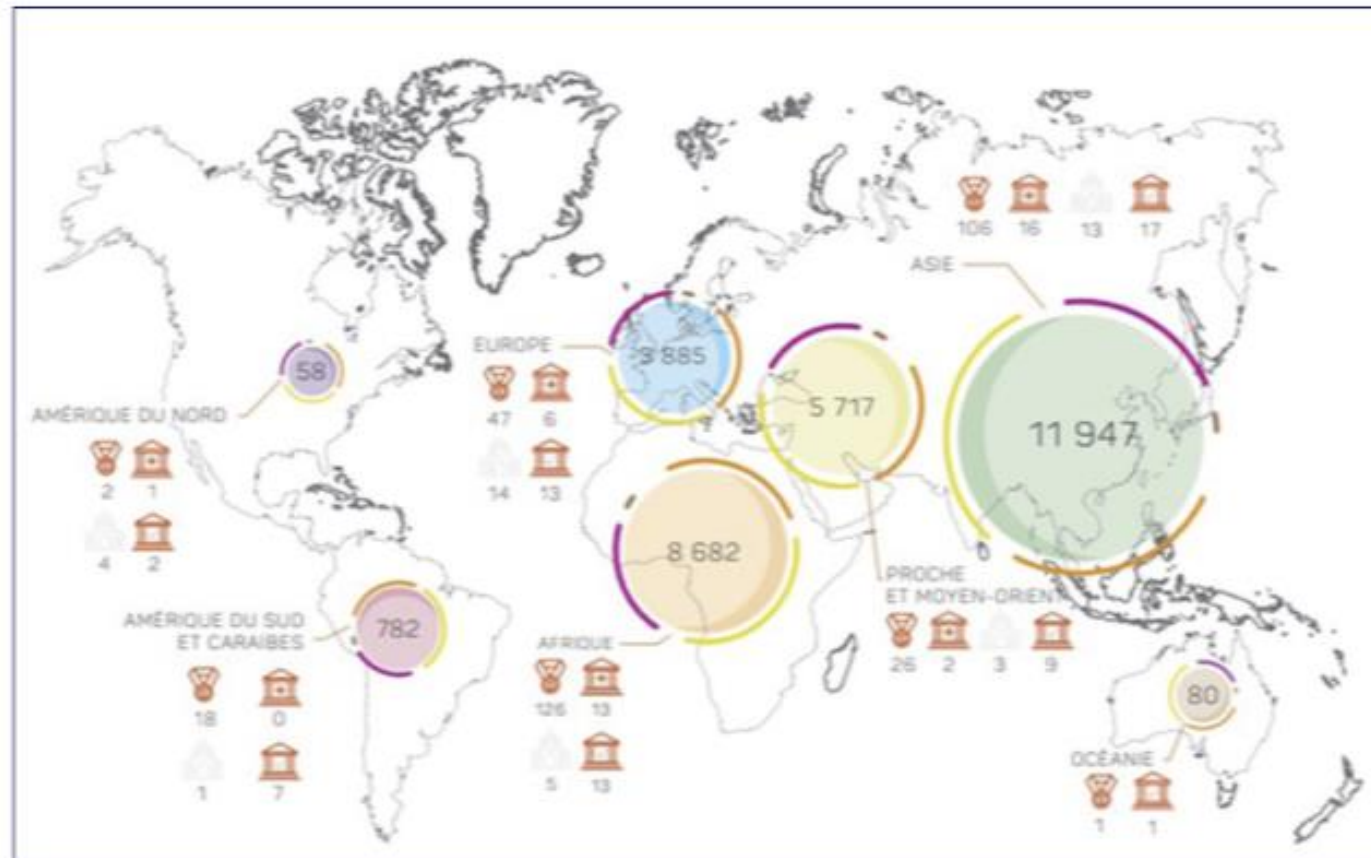 106 16 13 17
ASIE
11 947
EUROPE
3 885
47 6
14 13
5 717
58
AMÉRIQUE DU NORD
2 1
4 2
8 682
PROCHE
ET MOYEN-ORIENT
26 2 3 9
AMÉRIQUE DU SUD
ET CARAIBES
782
18 0
1 7
AFRIQUE
126 13
5 13
80
OCÉANIE
1 1